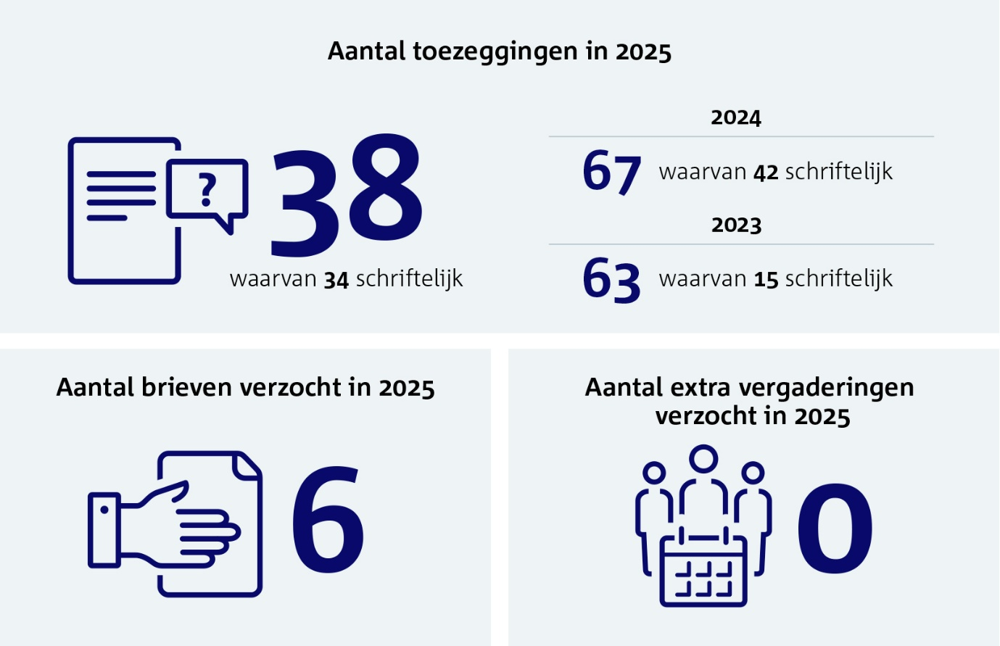 Aantal toezeggingen in 2025
?
38
waarvan 34 schriftelijk
2024
67 waarvan 42 schriftelijk
2023
63 waarvan 15 schriftelijk
Aantal brieven verzocht in 2025
6
Aantal extra vergaderingen
verzocht in 2025
0